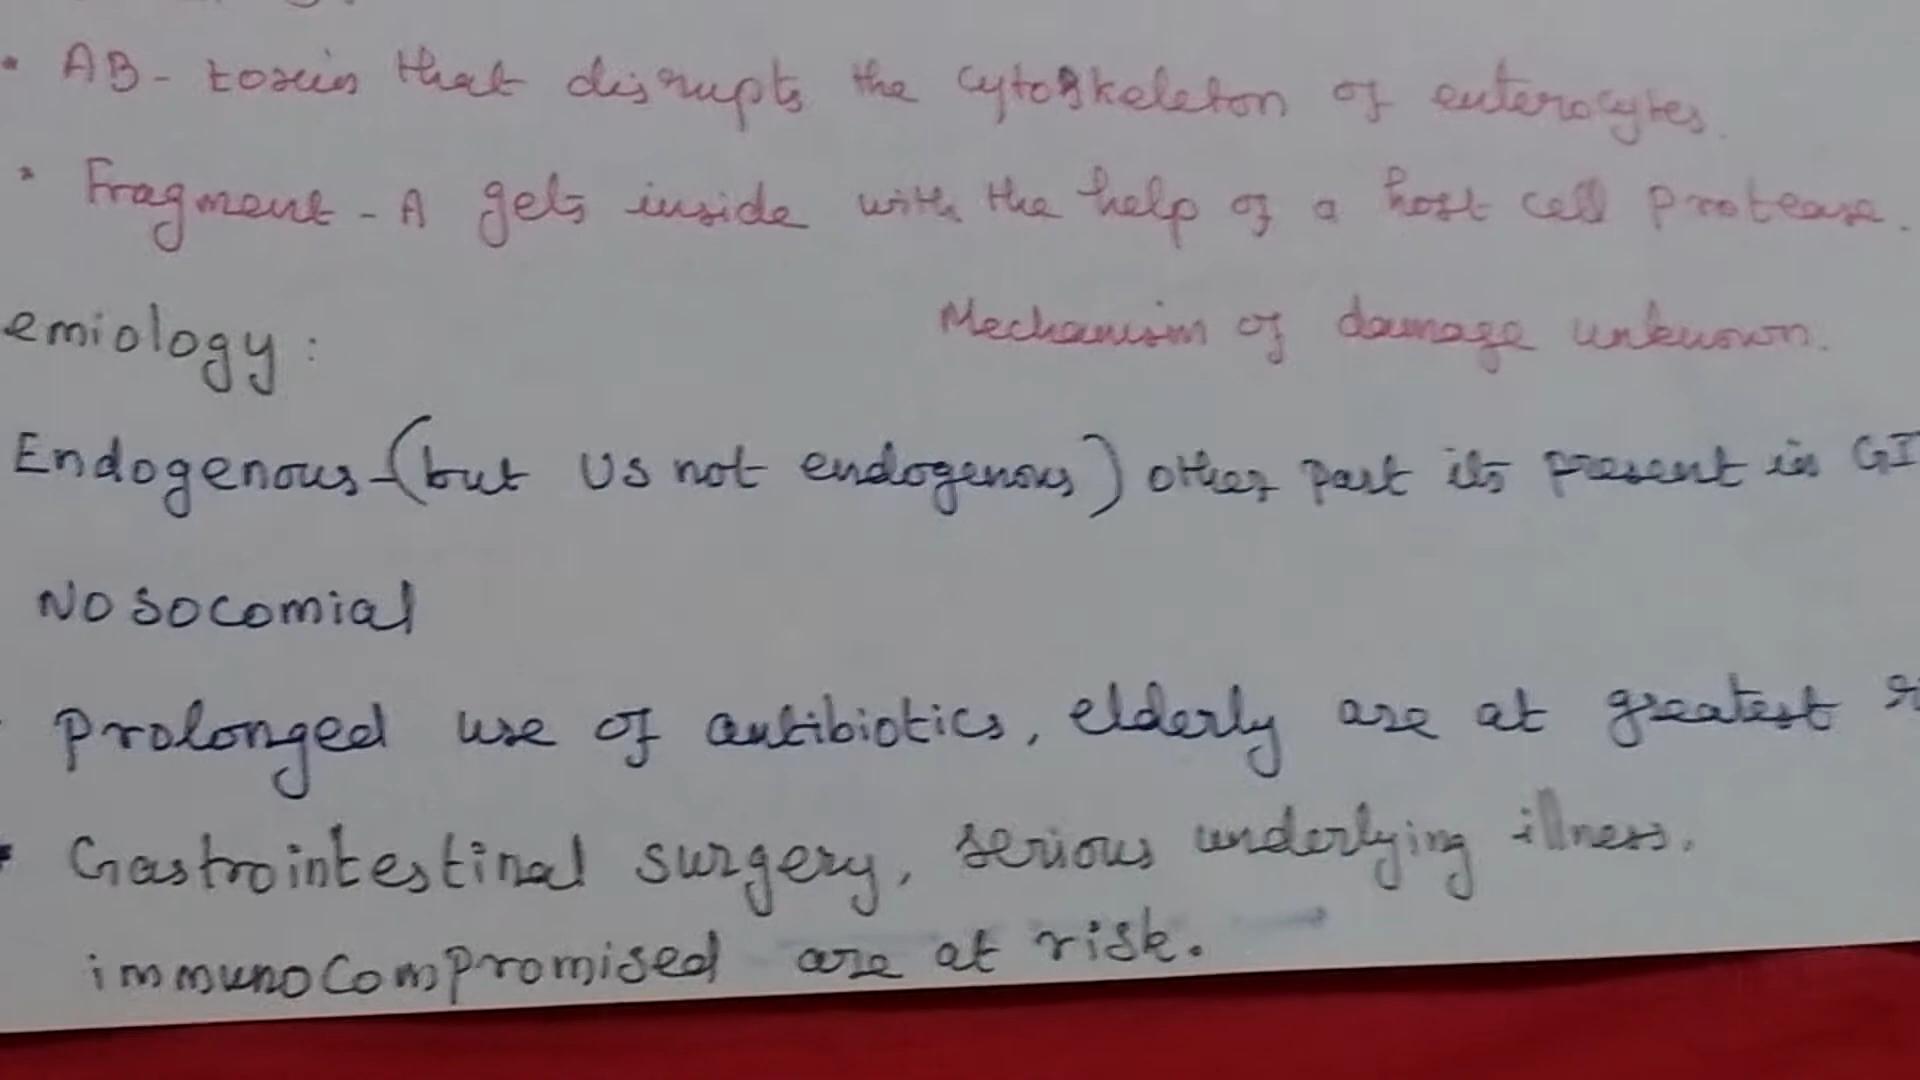 • AB - toxin that disrupts the cytoskeleton of enterocytes.
• Fragment - A gets inside with the help of a host cell protease.
Mechanism of damage unknown.
emiology :
Endogenous - (but US not endogenous) other part its present in GI
Nosocomial
prolonged use of antibiotics, elderly are at greatest
• Gastrointestinal surgery, serious underlying illness.
immunocompromised are at risk.